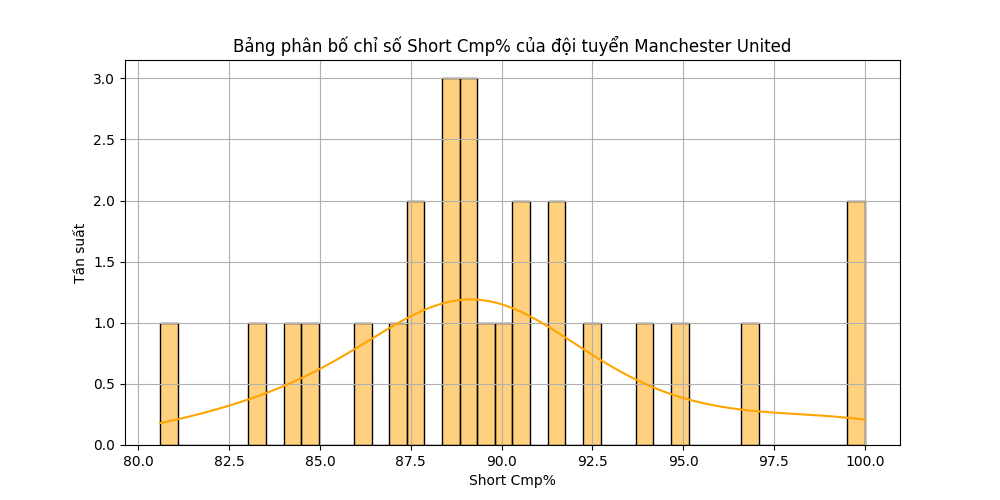 Bảng phân bố chỉ số Short Cmp% của đội tuyển Manchester United
3.0
2.5
2.0
1.5
1.0
0.5
0.0
Tần suất
80.0 82.5 85.0 87.5 90.0 92.5 95.0 97.5 100.0
Short Cmp%